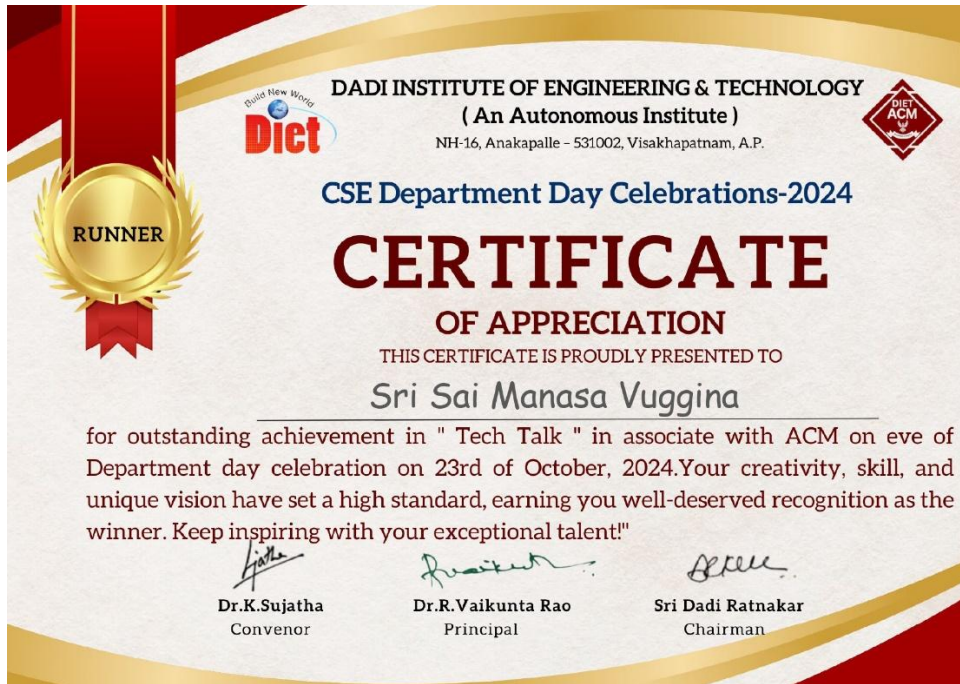 DADI INSTITUTE OF ENGINEERING & TECHNOLOGY
( An Autonomous Institute )
NH-16, Anakapalle – 531002, Visakhapatnam, A.P.
Build New World
Diet
DIET
ACM
CSE Department Day Celebrations-2024
RUNNER
CERTIFICATE
OF APPRECIATION
THIS CERTIFICATE IS PROUDLY PRESENTED TO
Sri Sai Manasa Vuggina
for outstanding achievement in " Tech Talk " in associate with ACM on eve of
Department day celebration on 23rd of October, 2024.Your creativity, skill, and
unique vision have set a high standard, earning you well-deserved recognition as the
winner. Keep inspiring with your exceptional talent!"
Dr.K.Sujatha
Dr.R.Vaikunta Rao
Sri Dadi Ratnakar
Convenor
Principal
Chairman